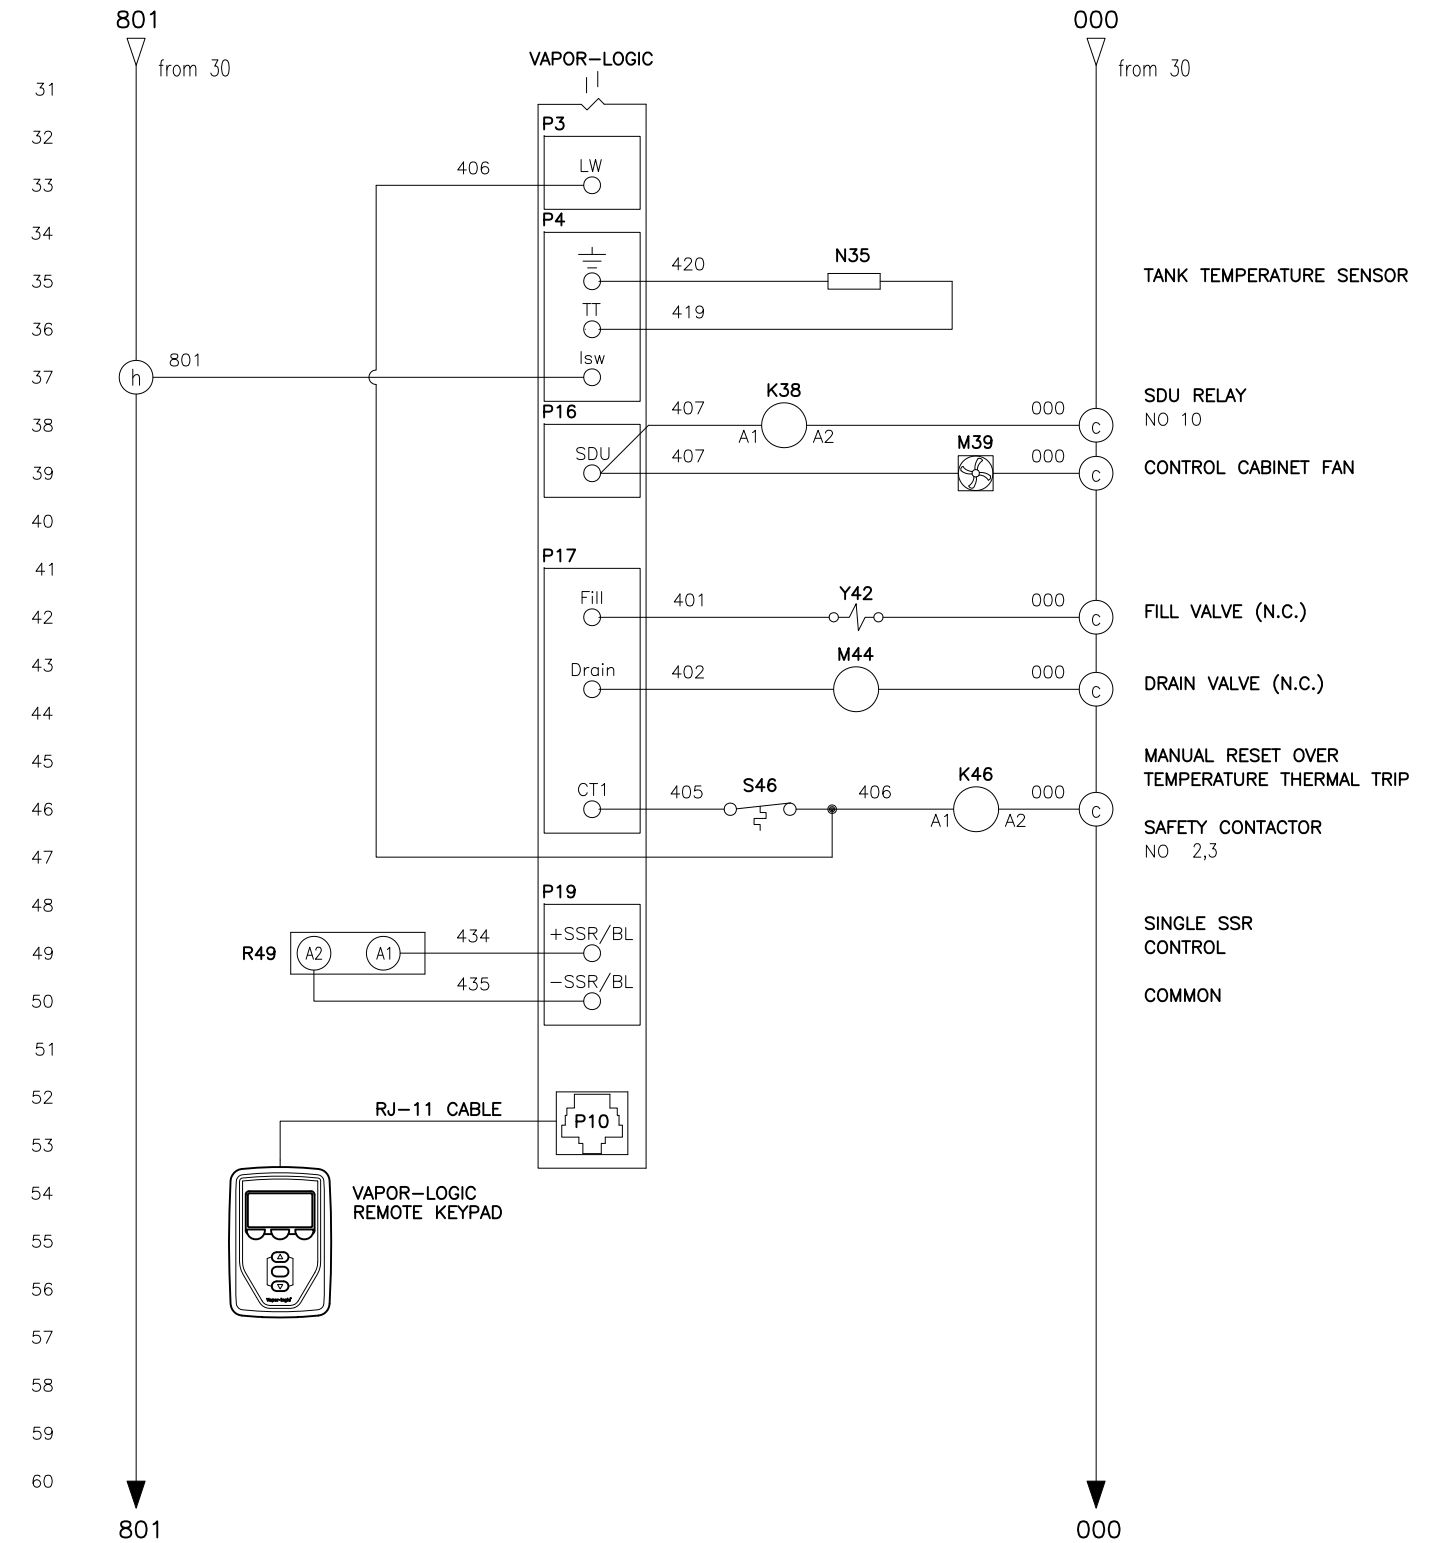 801
000
from 30
from 30
VAPOR-LOGIC
31
32
P3
LW
406
33
34
P4
420
N35
35
TANK TEMPERATURE SENSOR
TT
419
36
Isw
801
37
h
K38
SDU RELAY
P16
407
000
NO 10
38
A1
A2
c
M39
SDU
407
000
39
c
CONTROL CABINET FAN
40
P17
41
Fill
401
Y42
000
42
c
FILL VALVE (N.C.)
43
M44
Drain
402
000
c
DRAIN VALVE (N.C.)
44
45
MANUAL RESET OVER
TEMPERATURE THERMAL TRIP
CT1
405
S46
406
K46
000
46
A1
A2
c
SAFETY CONTACTOR
NO 2,3
47
48
P19
SINGLE SSR
CONTROL
434
+SSR/BL
49
R49
A2
A1
435
-SSR/BL
50
COMMON
51
52
RJ-11 CABLE
P10
53
54
VAPOR-LOGIC
REMOTE KEYPAD
55
56
Vapor-logic
57
58
59
60
801
000